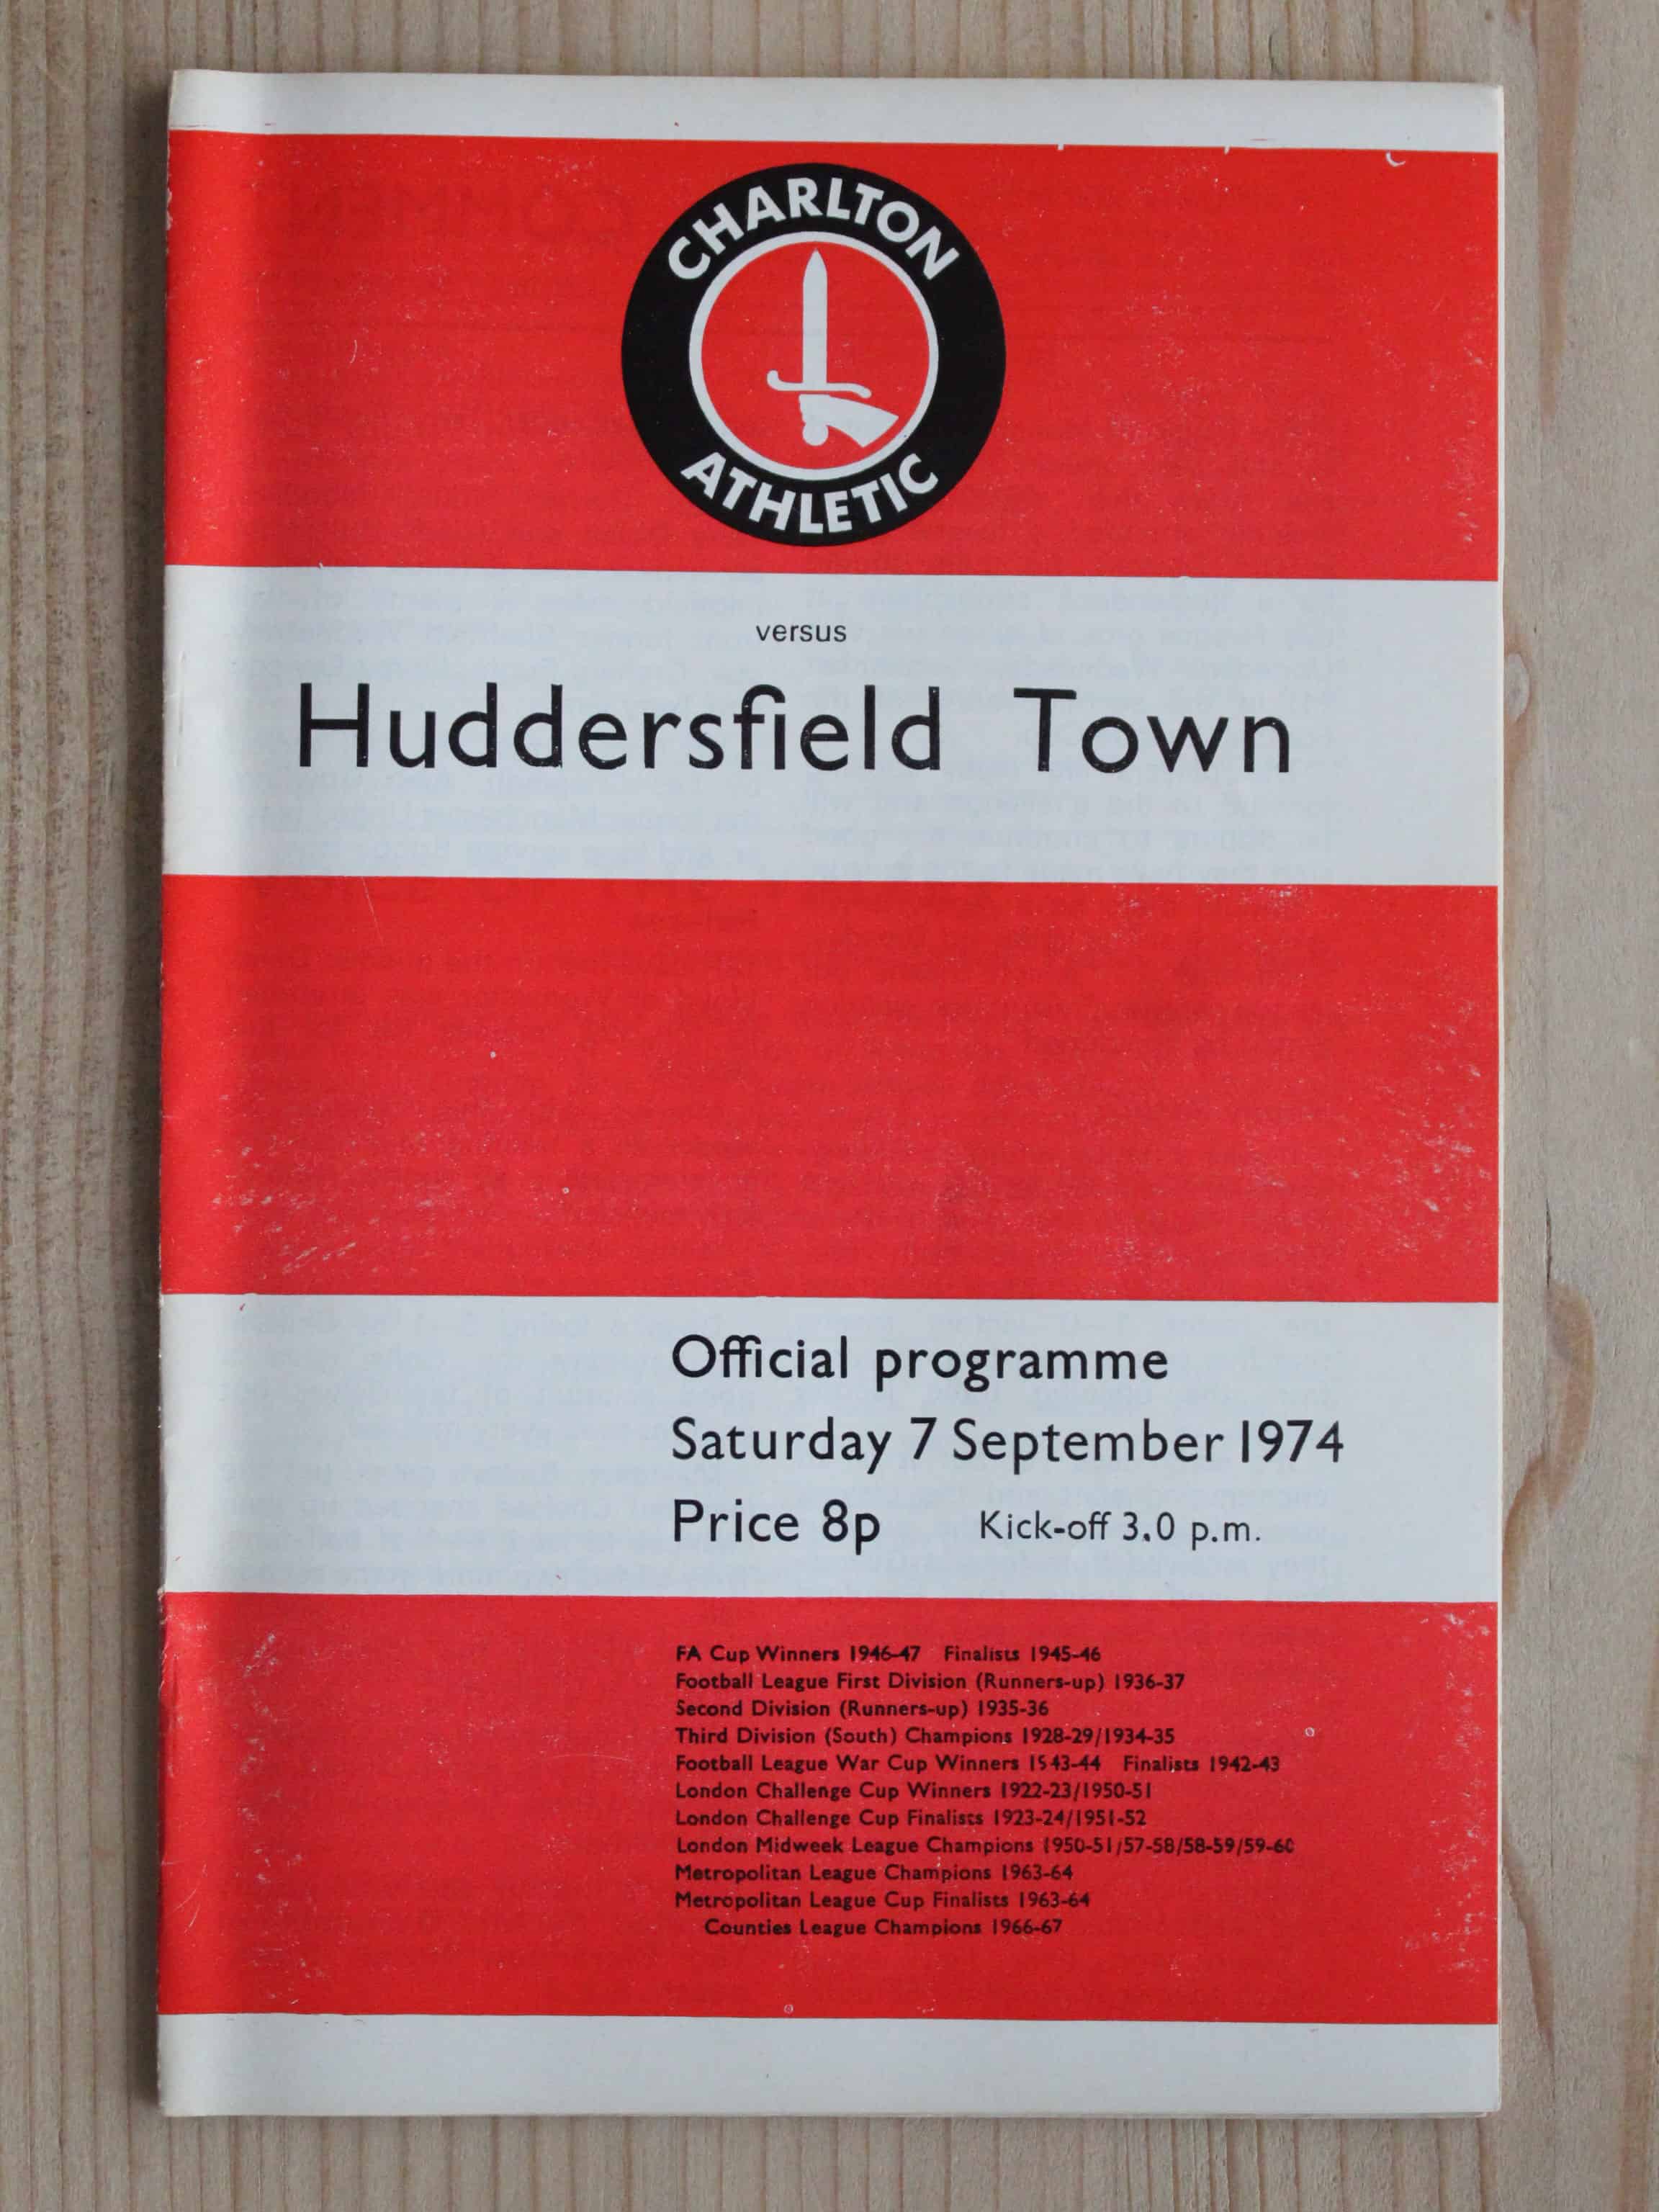 CHARLTON
ATHLETIC
versus
Huddersfield Town
Official programme
Saturday 7 September 1974
Price 8p Kick-off 3.0 p.m.
FA Cup Winners 1946-47 Finalists 1945-46
Football League First Division (Runners-up) 1936-37
Second Division (Runners-up) 1935-36
Third Division (South) Champions 1928-29/1934-35
Football League War Cup Winners 1943-44 Finalists 1942-43
London Challenge Cup Winners 1922-23/1950-51
London Challenge Cup Finalists 1923-24/1951-52
London Midweek League Champions 1950-51/57-58/58-59/59-60
Metropolitan League Champions 1963-64
Metropolitan League Cup Finalists 1963-64
Counties League Champions 1966-67